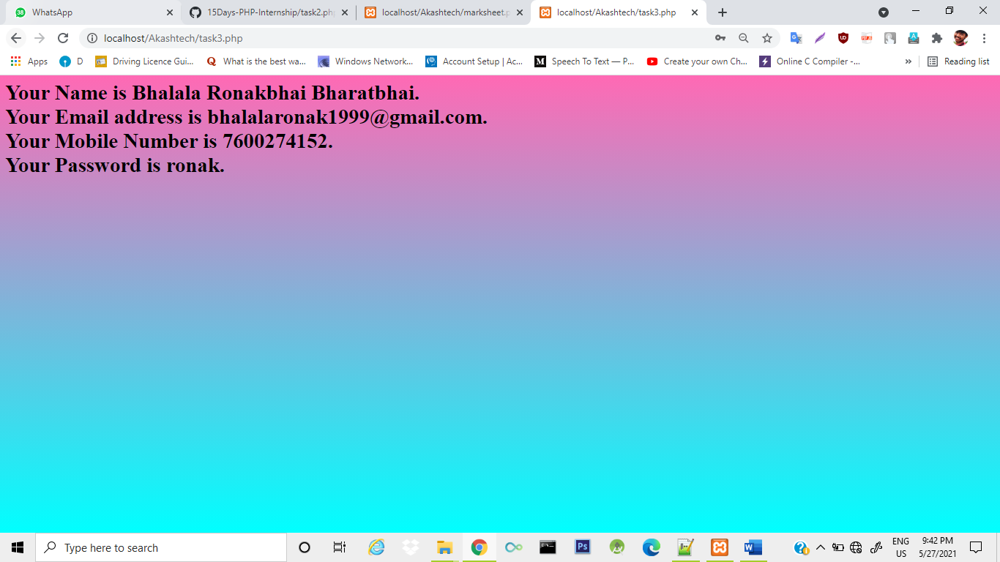 WhatsApp
15Days-PHP-Internship/task2.php
localhost/Akashtech/marksheet.p
localhost/Akashtech/task3.php
localhost/Akashtech/task3.php
Apps
D
Driving Licence Gui...
What is the best wa...
Windows Network...
Account Setup | Ac...
Speech To Text — P...
Create your own Ch...
Online C Compiler -...
»
Reading list
Your Name is Bhalala Ronakbhai Bharatbhai.
Your Email address is bhalalaronak1999@gmail.com.
Your Mobile Number is 7600274152.
Your Password is ronak.
Type here to search
ENG
US
9:42 PM
5/27/2021